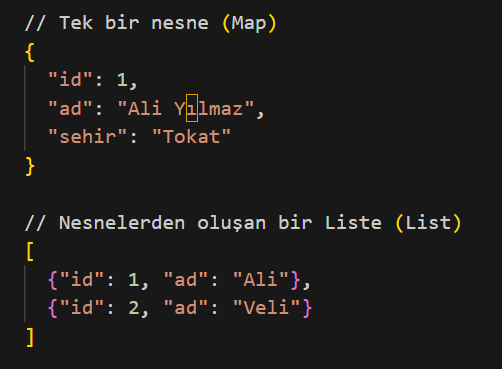 // Tek bir nesne (Map)
{
"id": 1,
"ad": "Ali Yılmaz",
"sehir": "Tokat"
}
// Nesnelerden oluşan bir Liste (List)
[
{"id": 1, "ad": "Ali"},
{"id": 2, "ad": "Veli"}
]